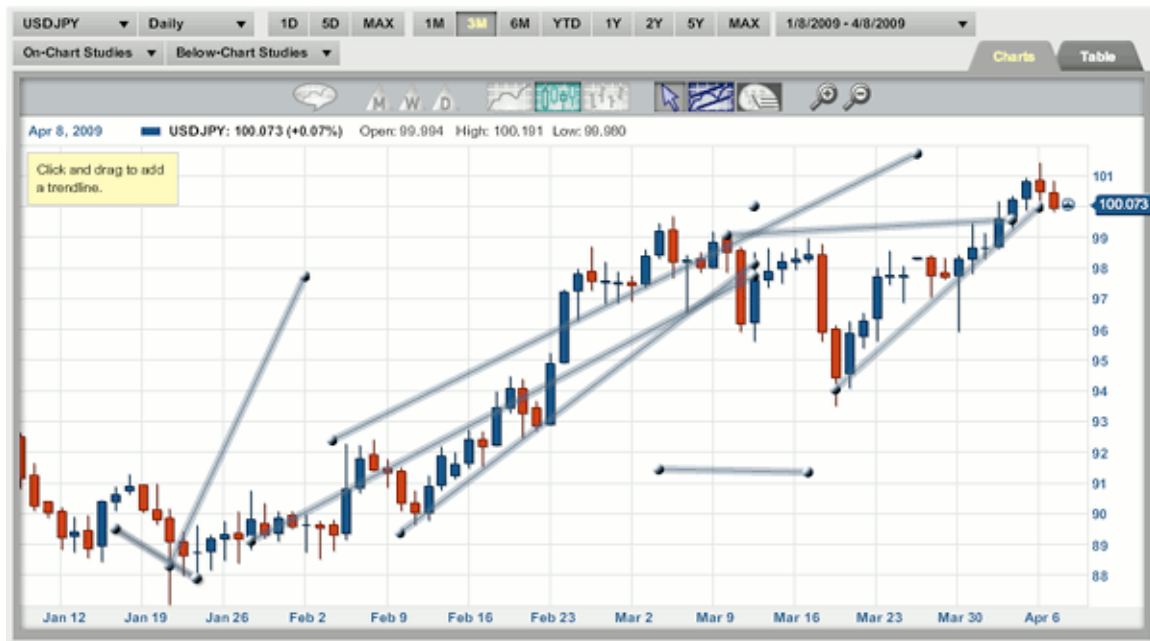 USDJPY Daily 1D 5D MAX 1M 3M 6M YTD 1Y 2Y 5Y MAX 1/8/2009 - 4/8/2009
On-Chart Studies Below-Chart Studies
Charts Table
M W D
Apr 8, 2009 USDJPY: 100.073 (+0.07%) Open: 99.994 High: 100.191 Low: 99.980
Click and drag to add
a trendline.
101
100.073
99
98
97
96
95
94
93
92
91
90
89
88
Jan 12 Jan 19 Jan 26 Feb 2 Feb 9 Feb 16 Feb 23 Mar 2 Mar 9 Mar 16 Mar 23 Mar 30 Apr 6